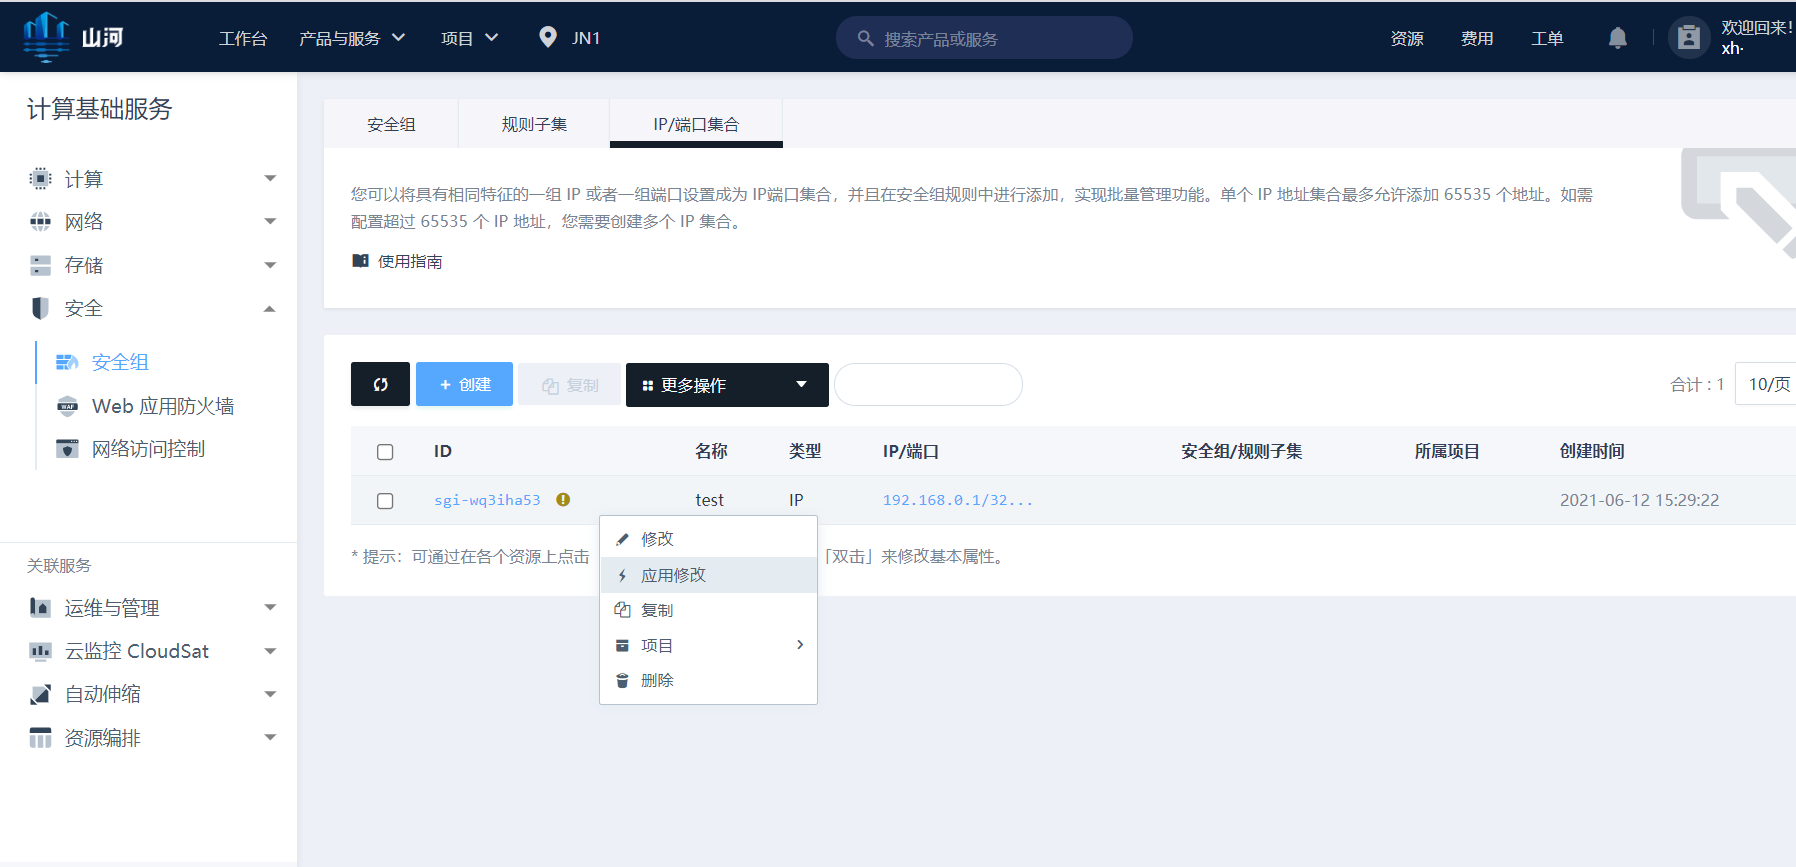 山河
工作台 产品与服务 项目 JN1 搜索产品或服务 资源 费用 工单 欢迎回来!
xh·
计算基础服务
计算
网络
存储
安全
安全组
WAF Web 应用防火墙
网络访问控制
关联服务
运维与管理
云监控 CloudSat
自动伸缩
资源编排
安全组 规则子集 IP/端口集合
您可以将具有相同特征的一组 IP 或者一组端口设置成为 IP端口集合，并且在安全组规则中进行添加，实现批量管理功能。单个 IP 地址集合最多允许添加 65535 个地址。如需
配置超过 65535 个 IP 地址，您需要创建多个 IP 集合。
使用指南
+ 创建 复制 更多操作 合计：1 10/页
ID 名称 类型 IP/端口 安全组/规则子集 所属项目 创建时间
sgi-wq3iha53 test IP 192.168.0.1/32... 2021-06-12 15:29:22
* 提示：可通过在各个资源上点击 「双击」来修改基本属性。
修改
应用修改
复制
项目
删除